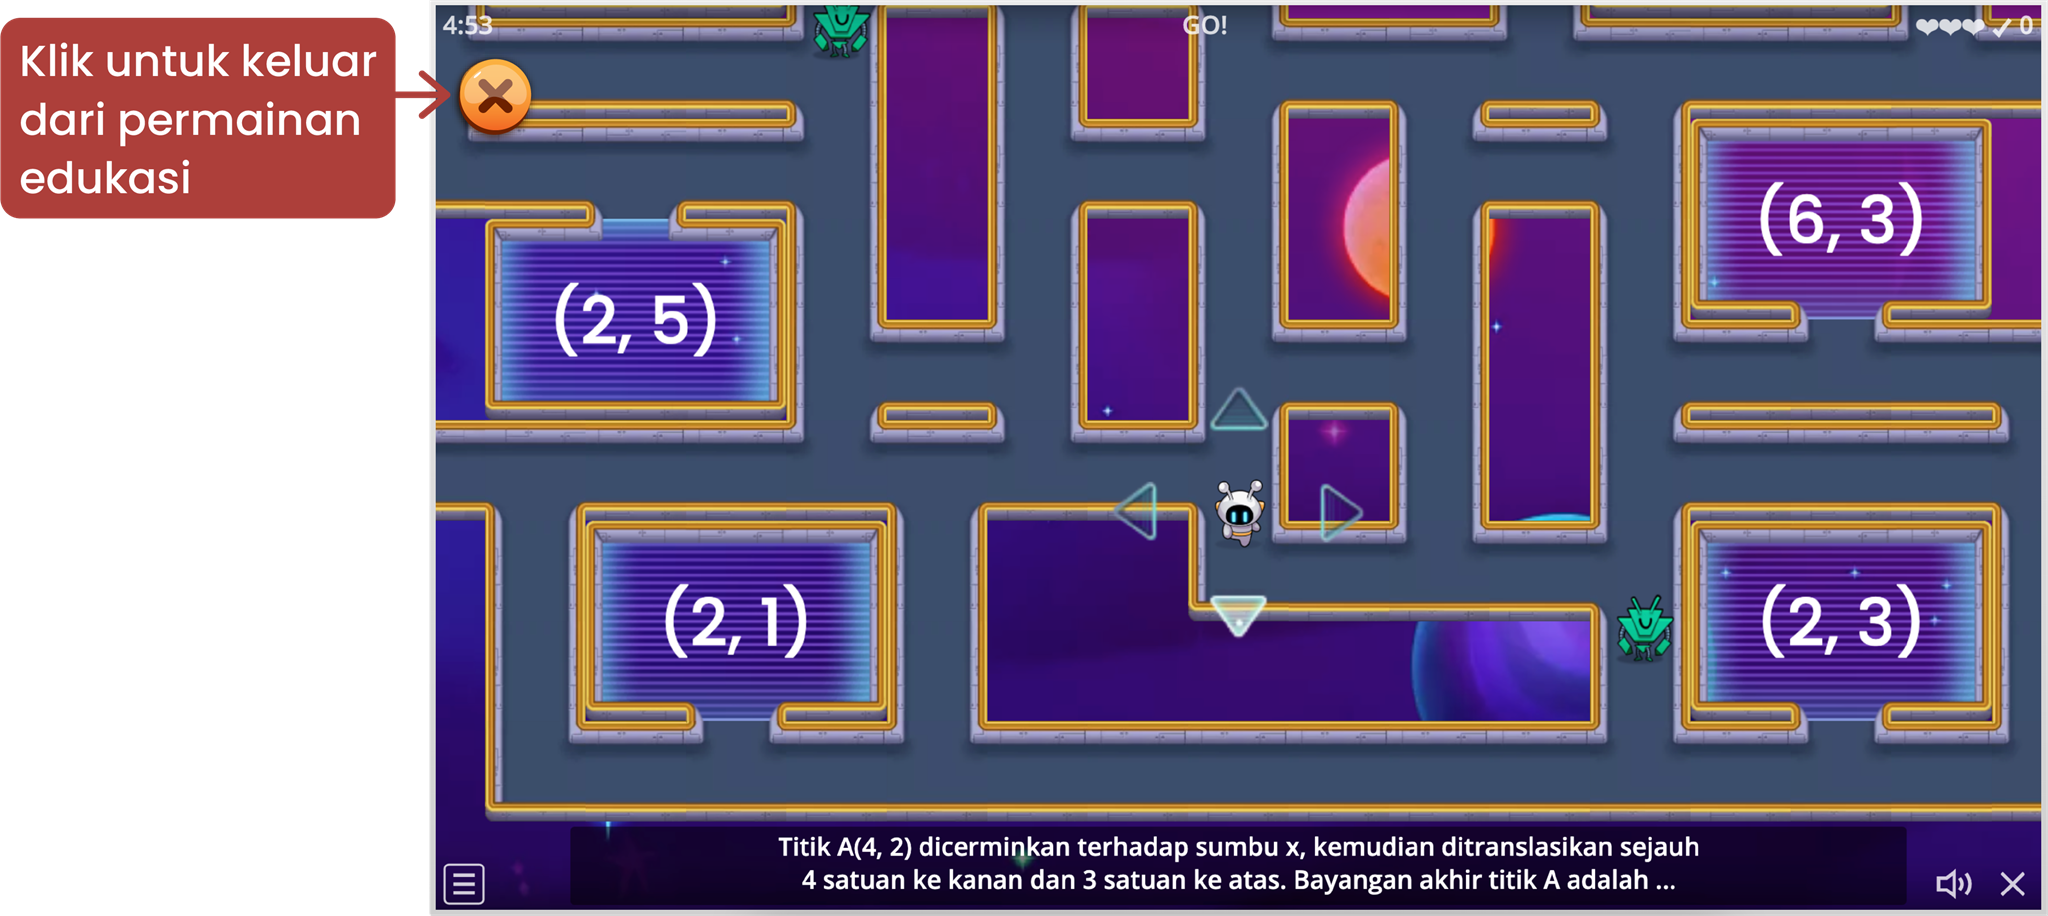 Klik untuk keluar
dari permainan
edukasi
4:53
GO!
0
(6, 3)
(2, 5)
(2, 1)
(2, 3)
Titik A(4, 2) dicerminkan terhadap sumbu x, kemudian ditranslasikan sejauh
4 satuan ke kanan dan 3 satuan ke atas. Bayangan akhir titik A adalah ...